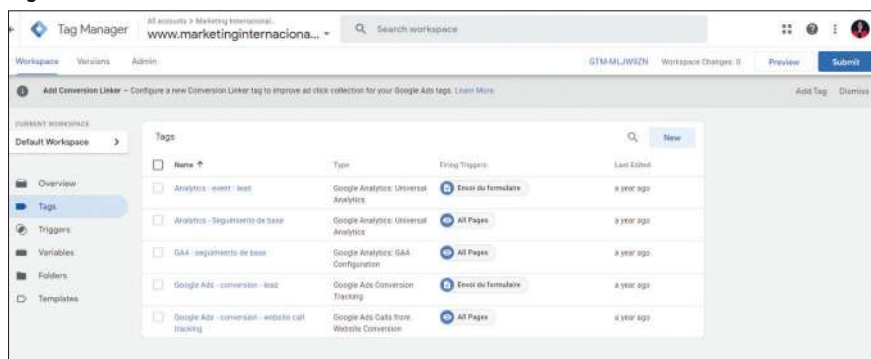 Tag Manager
All accounts > Marketing Internacional...
www.marketinginternaciona...
Search workspace
Workspace Versions Admin
GTM-MLJW9ZN Workspace Changes: 0 Preview Submit
Add Conversion Linker – Configure a new Conversion Linker tag to improve ad click collection for your Google Ads tags. Learn More
Add Tag Dismiss
CURRENT WORKSPACE
Default Workspace
Overview
Tags
Triggers
Variables
Folders
Templates
Tags
New
Name Type Firing Triggers Last Edited
Analytics - event - lead Google Analytics: Universal Analytics Envoi du formulaire a year ago
Analytics - Seguimiento de base Google Analytics: Universal Analytics All Pages a year ago
GA4 - seguimiento de base Google Analytics: GA4 Configuration All Pages a year ago
Google Ads - conversion - lead Google Ads Conversion Tracking Envoi du formulaire a year ago
Google Ads - conversion - website call tracking Google Ads Calls from Website Conversion All Pages a year ago